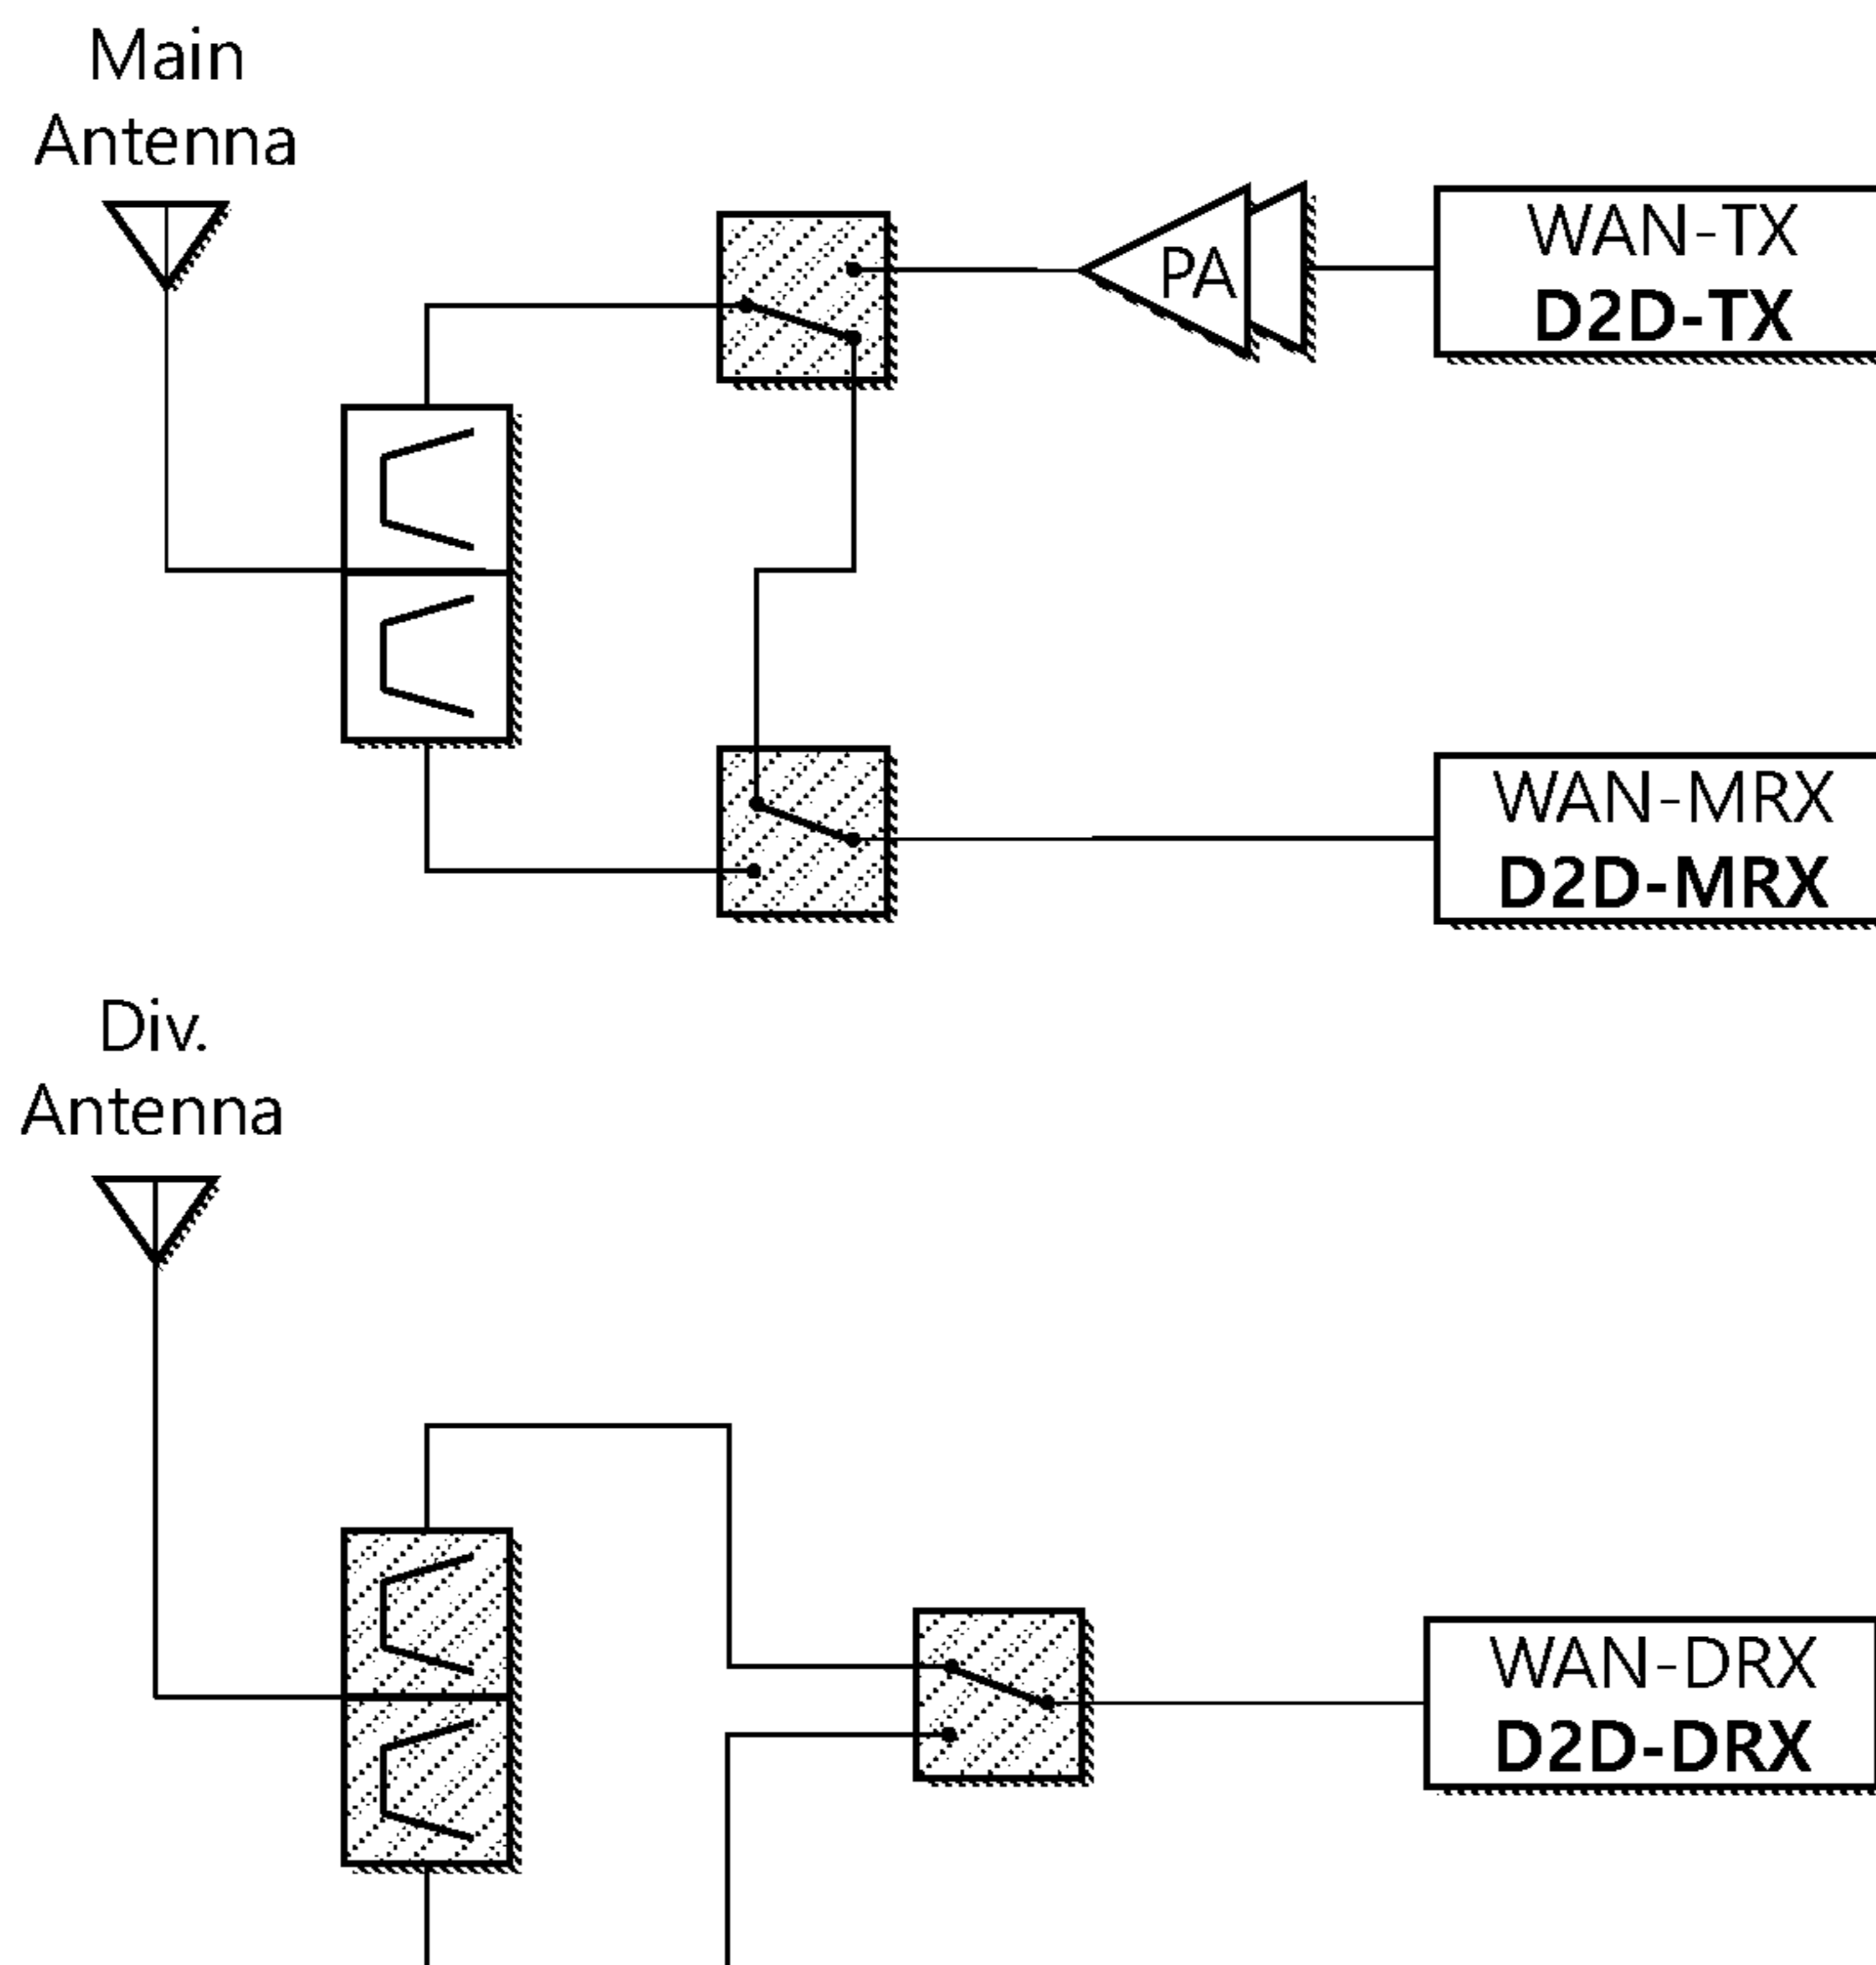 Main
Antenna
PA
WAN-TX
D2D-TX
WAN-MRX
D2D-MRX
Div.
Antenna
WAN-DRX
D2D-DRX